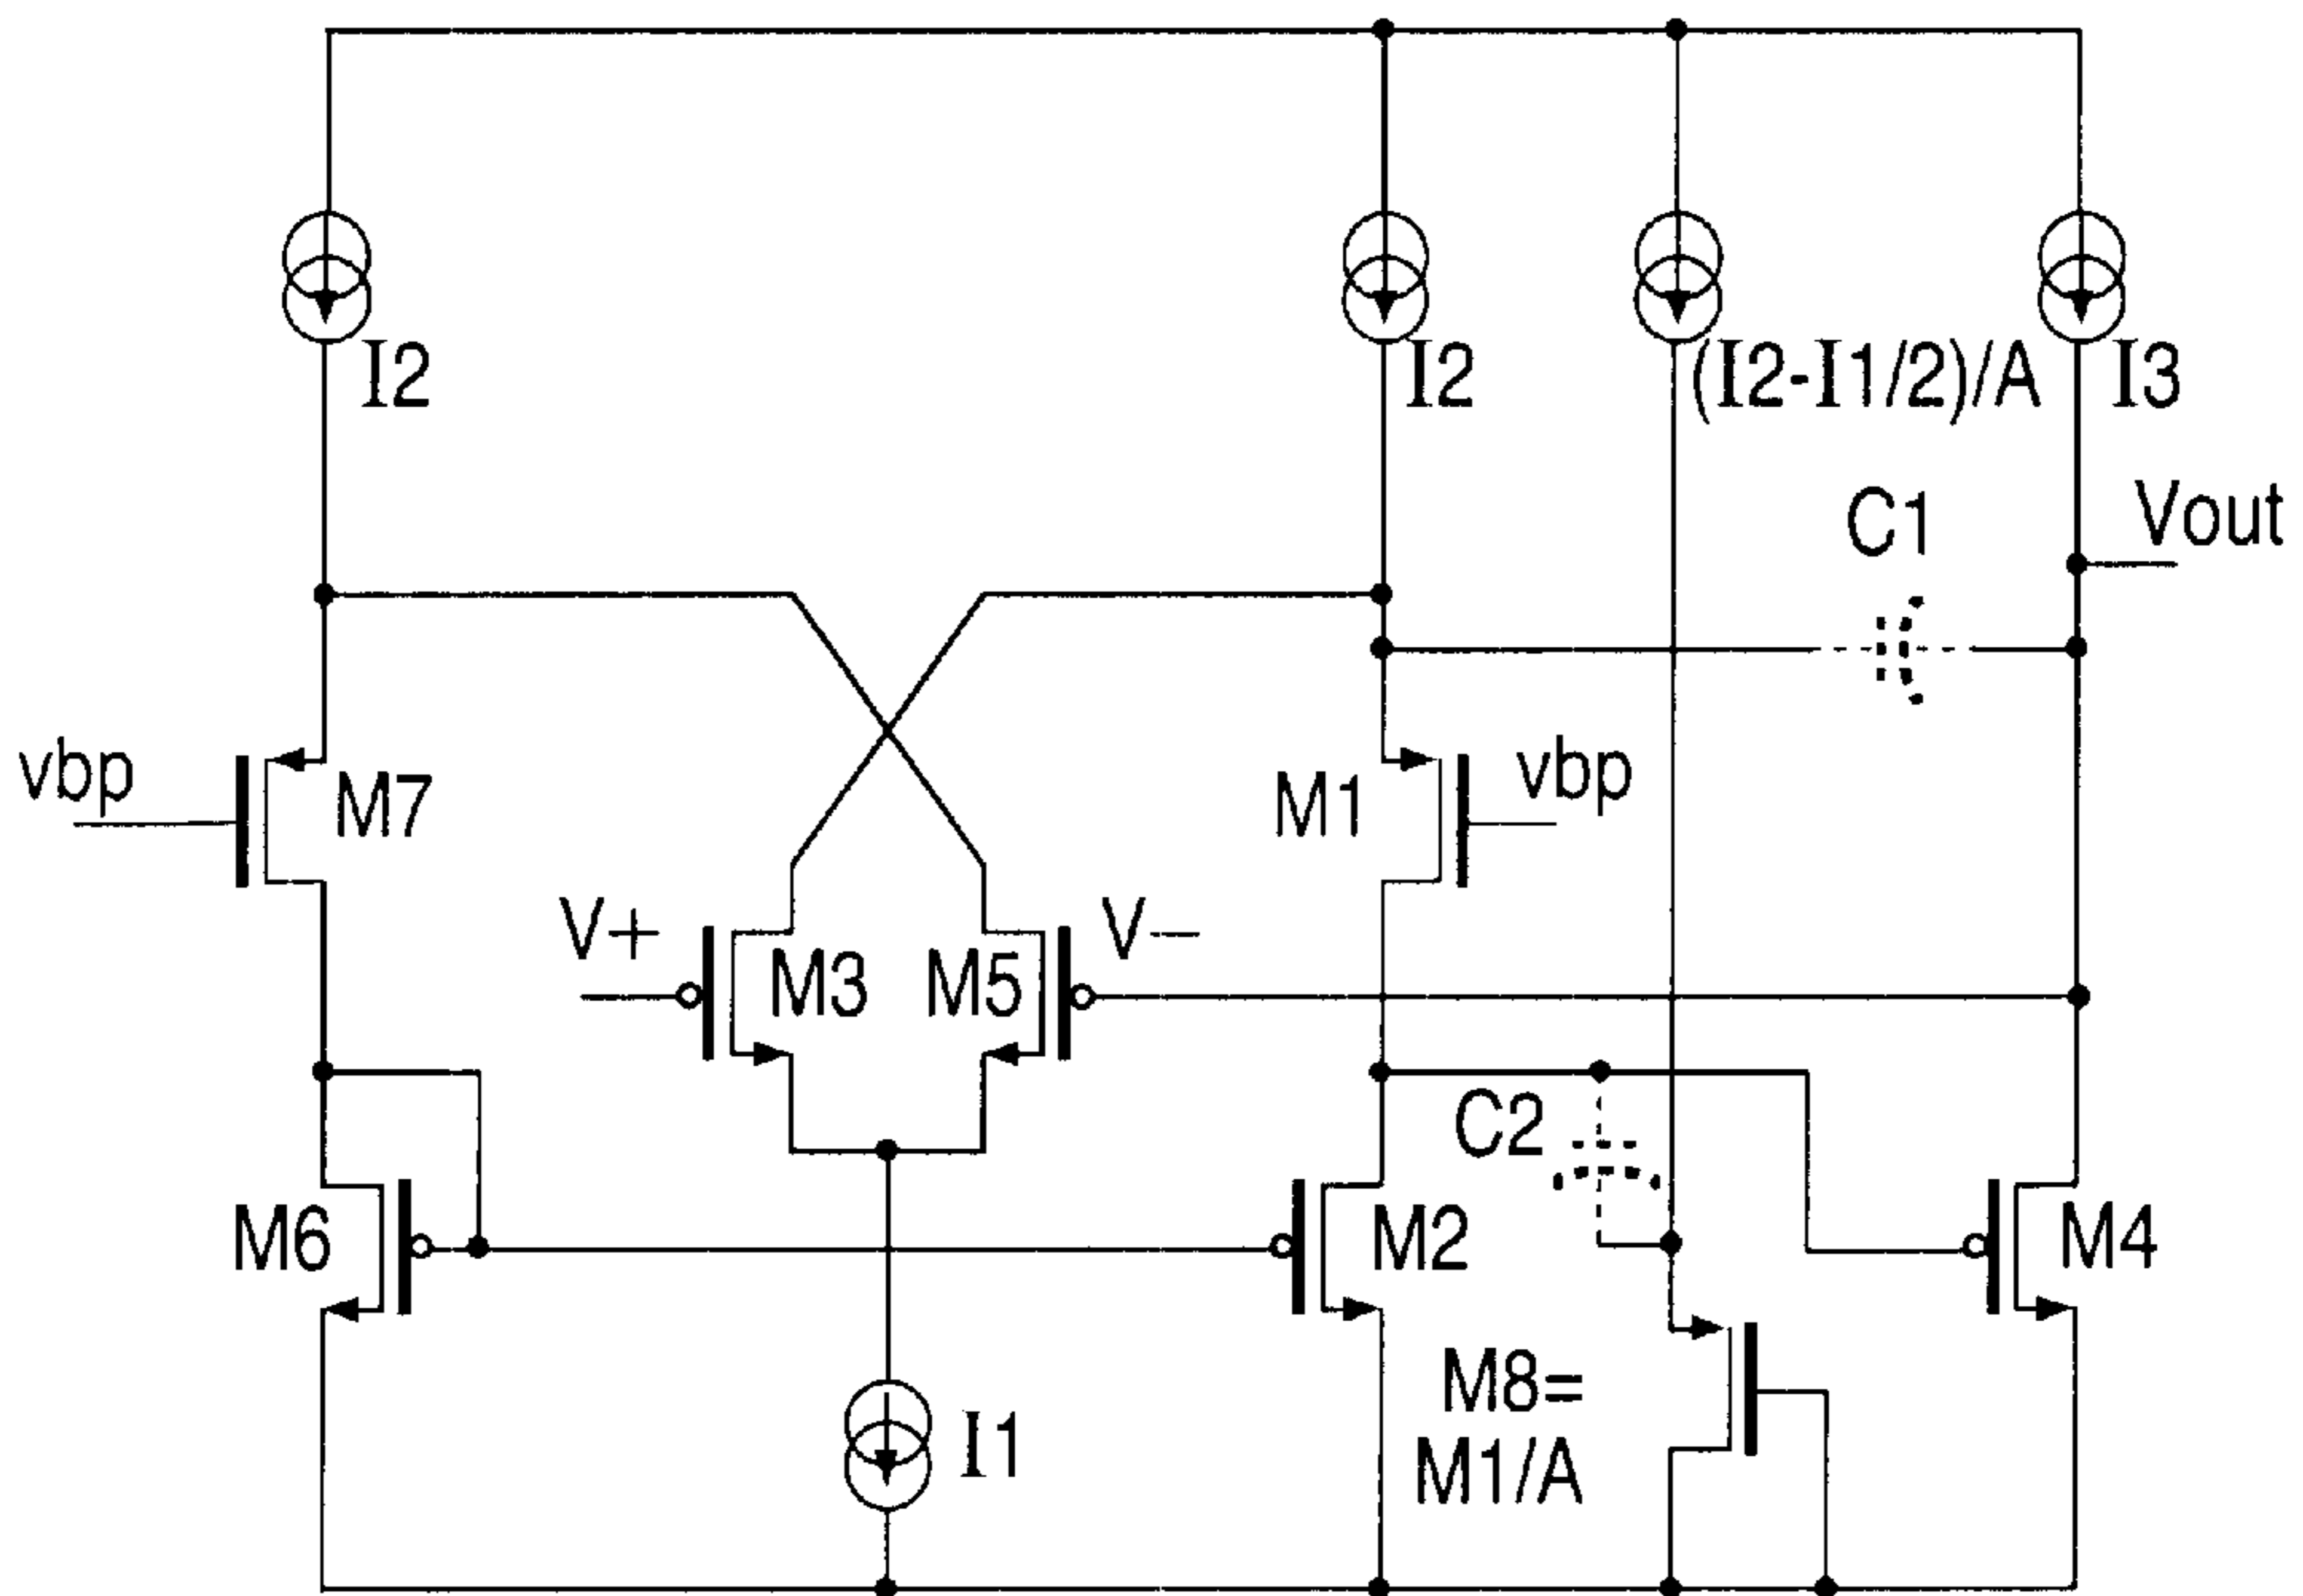 I2
I2
(I2-I1/2)/A
I3
C1
Vout
vbp
M7
M1
vbp
V+
M3
M5
V−
C2
M6
M2
M4
M8=
M1/A
I1